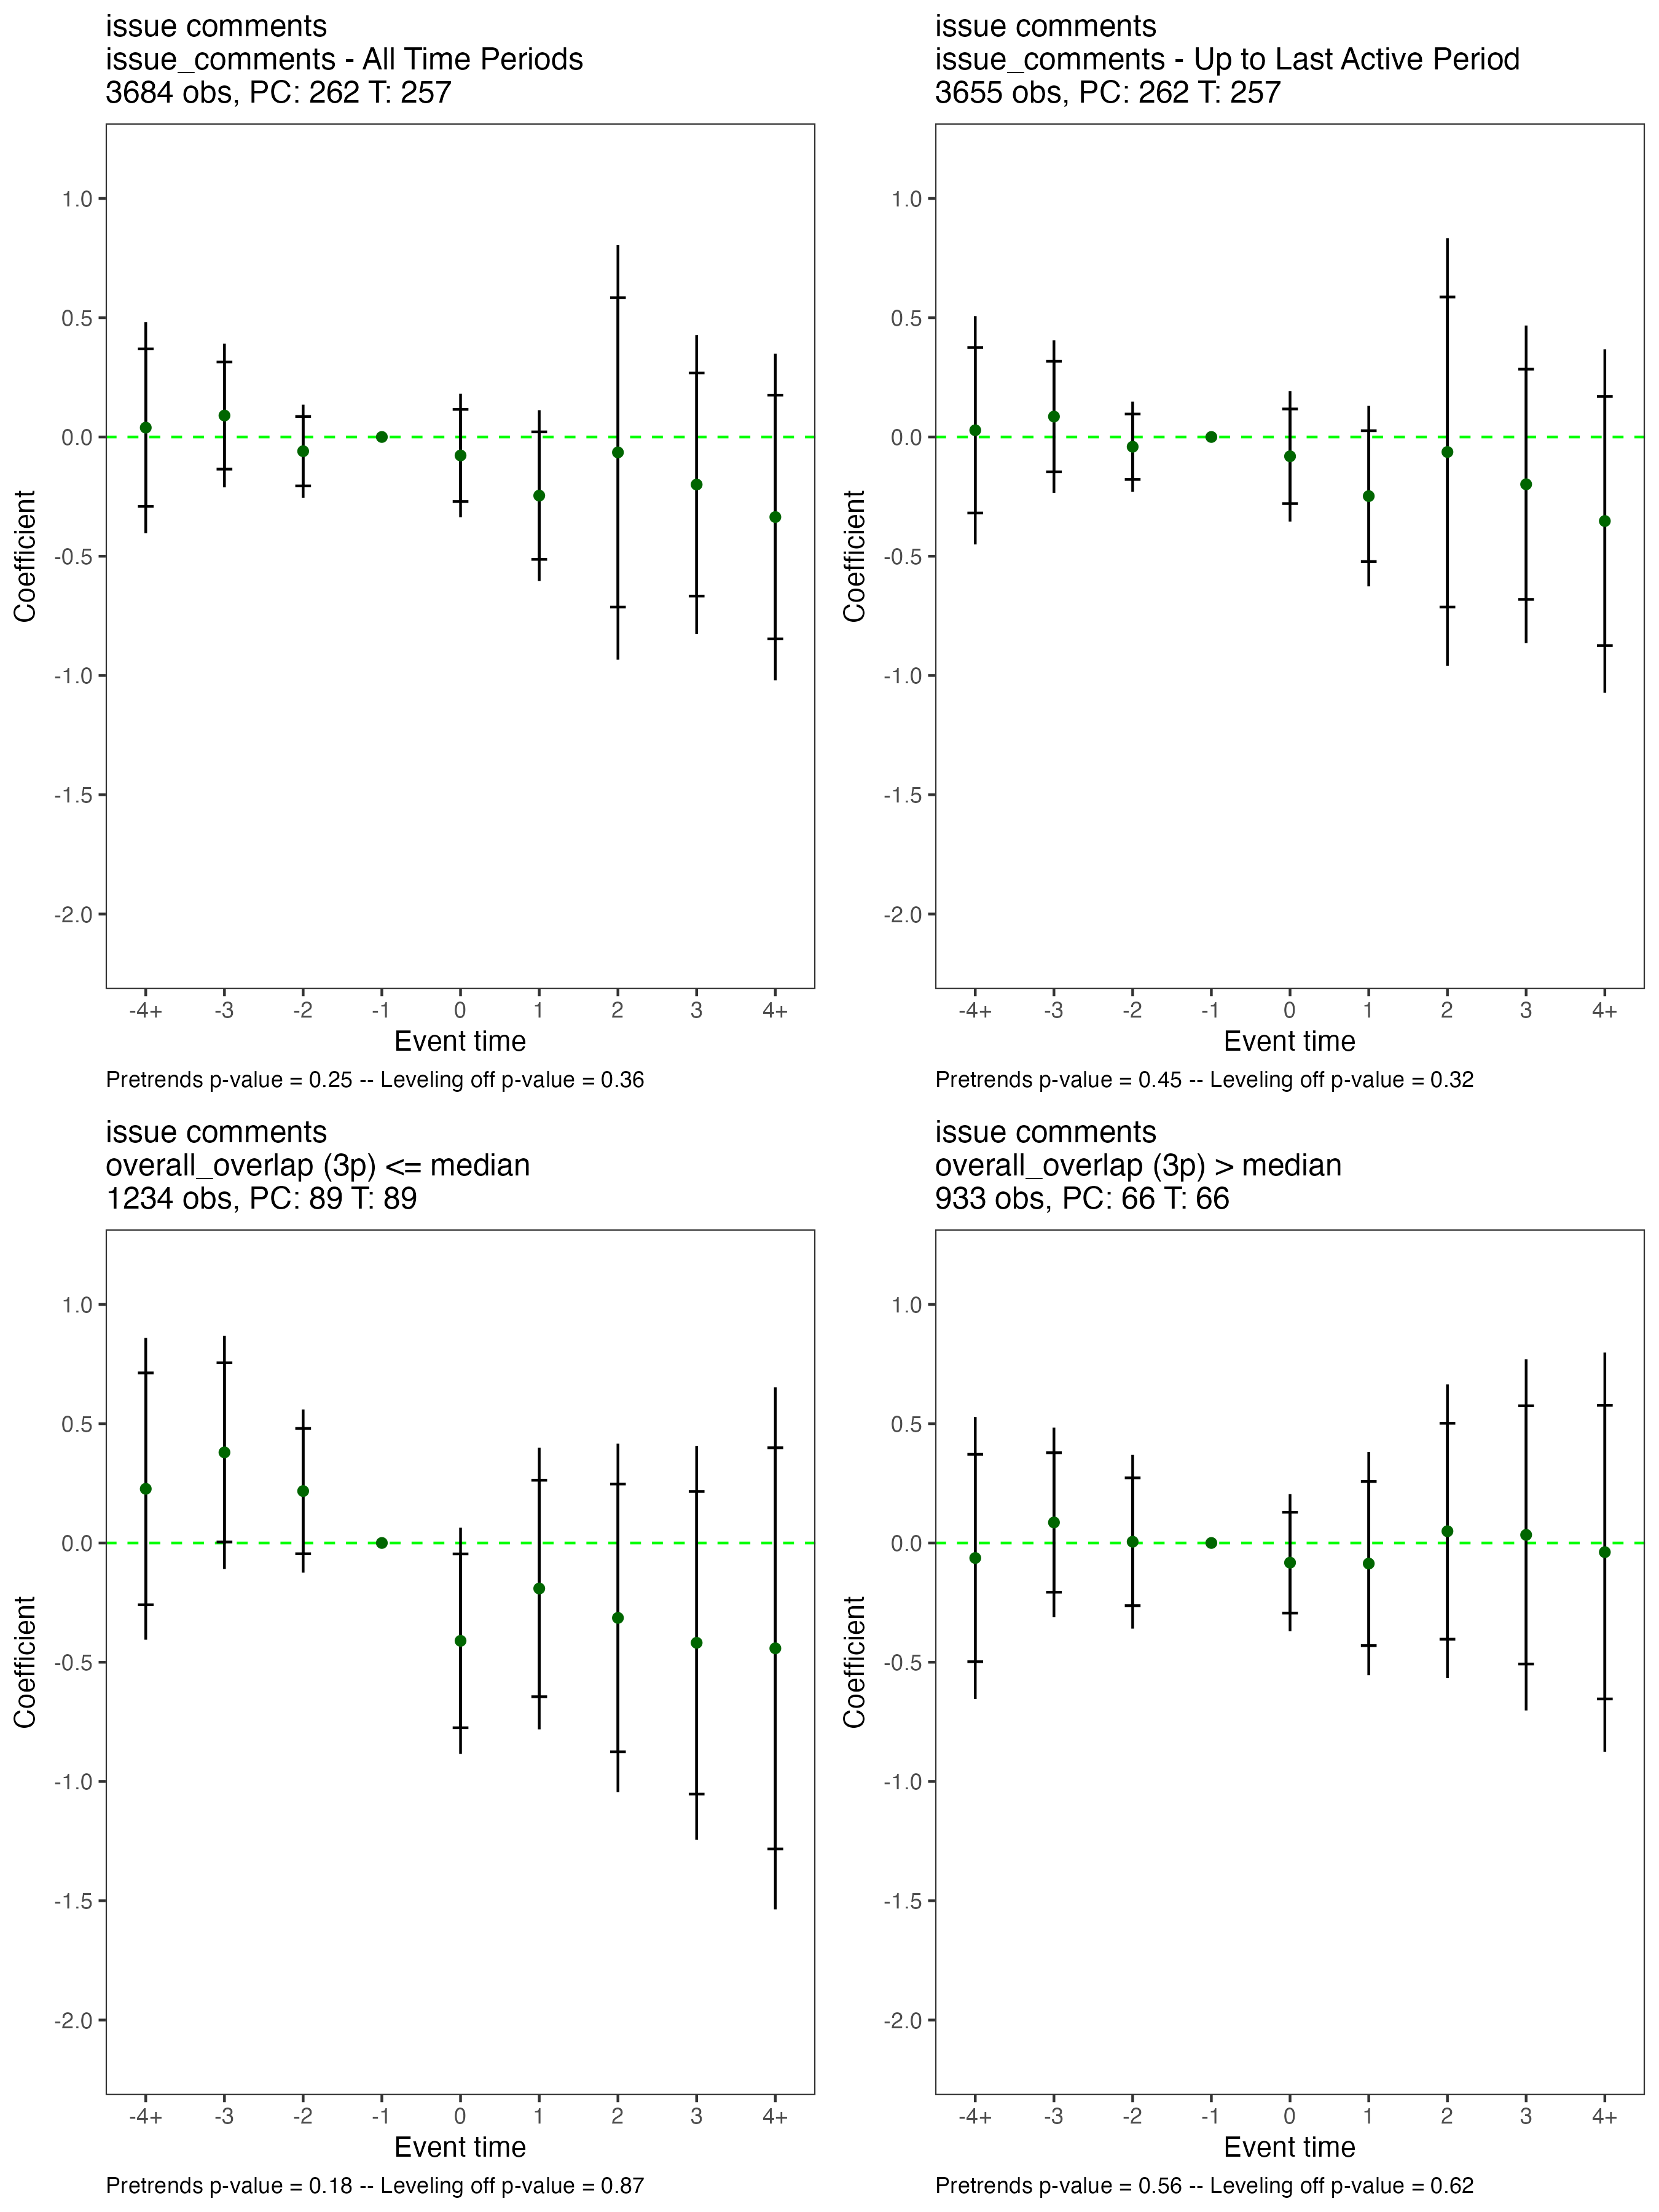 issue comments
issue_comments - All Time Periods
3684 obs, PC: 262 T: 257
1.0
0.5
0.0
-0.5
-1.0
-1.5
-2.0
Coefficient
-4+ -3 -2 -1 0 1 2 3 4+
Event time
Pretrends p-value = 0.25 -- Leveling off p-value = 0.36
issue comments
issue_comments - Up to Last Active Period
3655 obs, PC: 262 T: 257
1.0
0.5
0.0
-0.5
-1.0
-1.5
-2.0
Coefficient
-4+ -3 -2 -1 0 1 2 3 4+
Event time
Pretrends p-value = 0.45 -- Leveling off p-value = 0.32
issue comments
overall_overlap (3p) <= median
1234 obs, PC: 89 T: 89
1.0
0.5
0.0
-0.5
-1.0
-1.5
-2.0
Coefficient
-4+ -3 -2 -1 0 1 2 3 4+
Event time
Pretrends p-value = 0.18 -- Leveling off p-value = 0.87
issue comments
overall_overlap (3p) > median
933 obs, PC: 66 T: 66
1.0
0.5
0.0
-0.5
-1.0
-1.5
-2.0
Coefficient
-4+ -3 -2 -1 0 1 2 3 4+
Event time
Pretrends p-value = 0.56 -- Leveling off p-value = 0.62